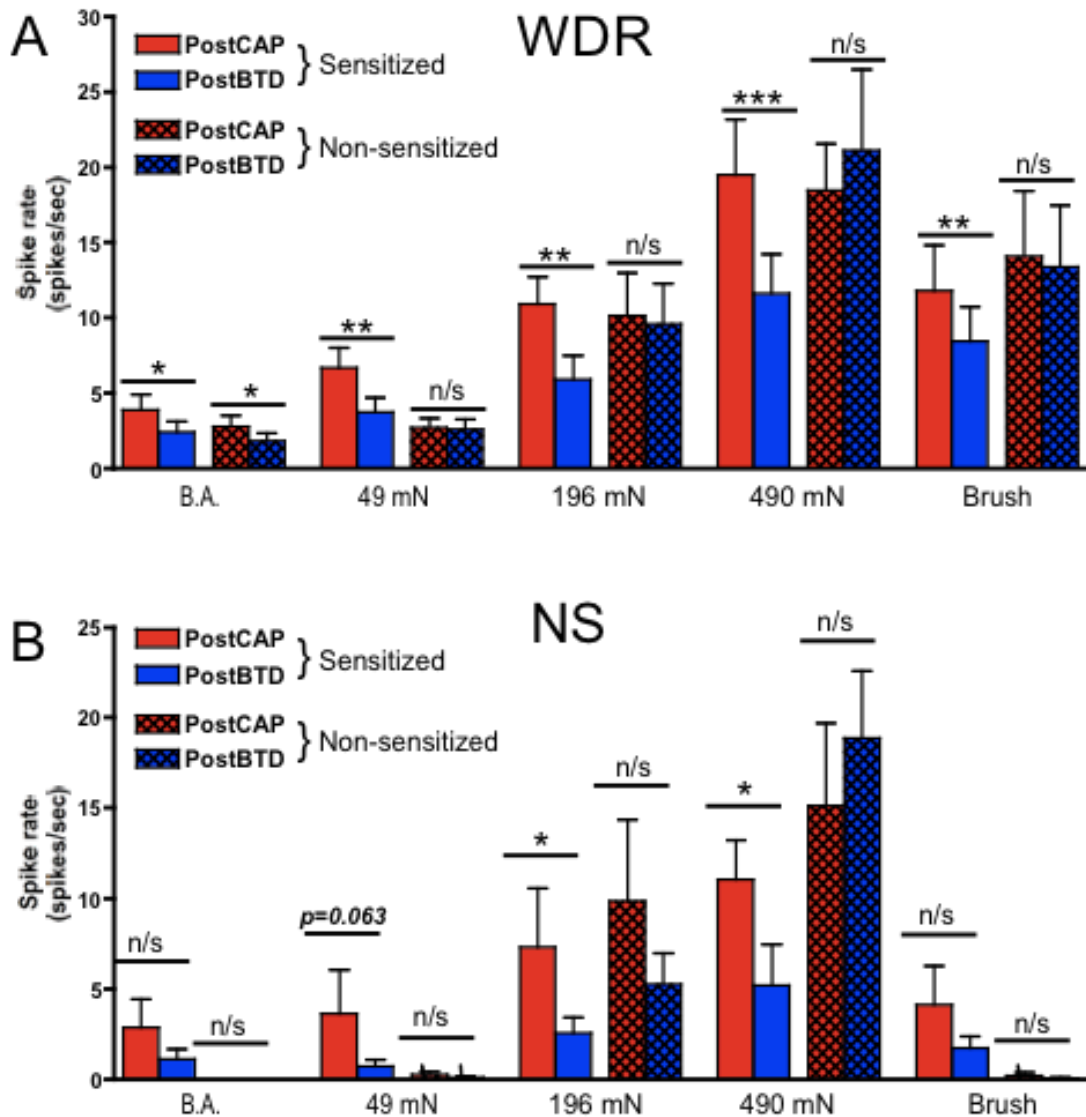 A
WDR
PostCAP
PostBTD
} Sensitized
PostCAP
PostBTD
} Non-sensitized
Spike rate
(spikes/sec)
30
25
20
15
10
5
0
*
*
**
n/s
**
n/s
***
n/s
**
n/s
B.A. 49 mN 196 mN 490 mN Brush
B
NS
PostCAP
PostBTD
} Sensitized
PostCAP
PostBTD
} Non-sensitized
Spike rate
(spikes/sec)
25
20
15
10
5
0
n/s
n/s
p=0.063
n/s
*
n/s
*
n/s
n/s
n/s
B.A. 49 mN 196 mN 490 mN Brush